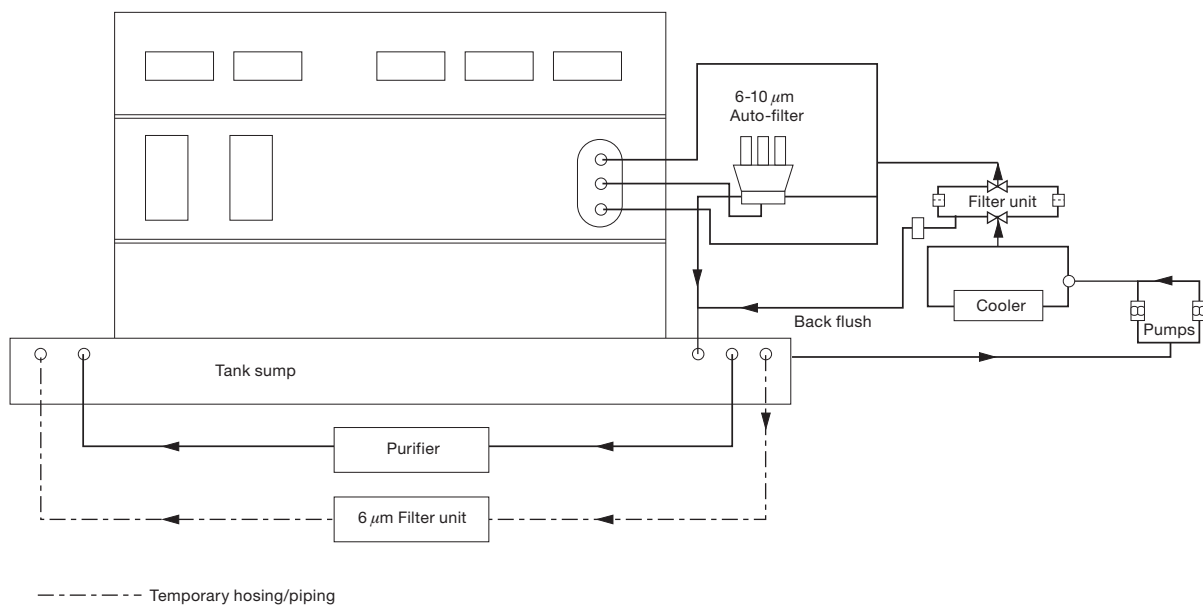 6-10 μm
Auto-filter
Filter unit
Cooler
Back flush
Pumps
Tank sump
Purifier
6 μm Filter unit
Temporary hosing/piping